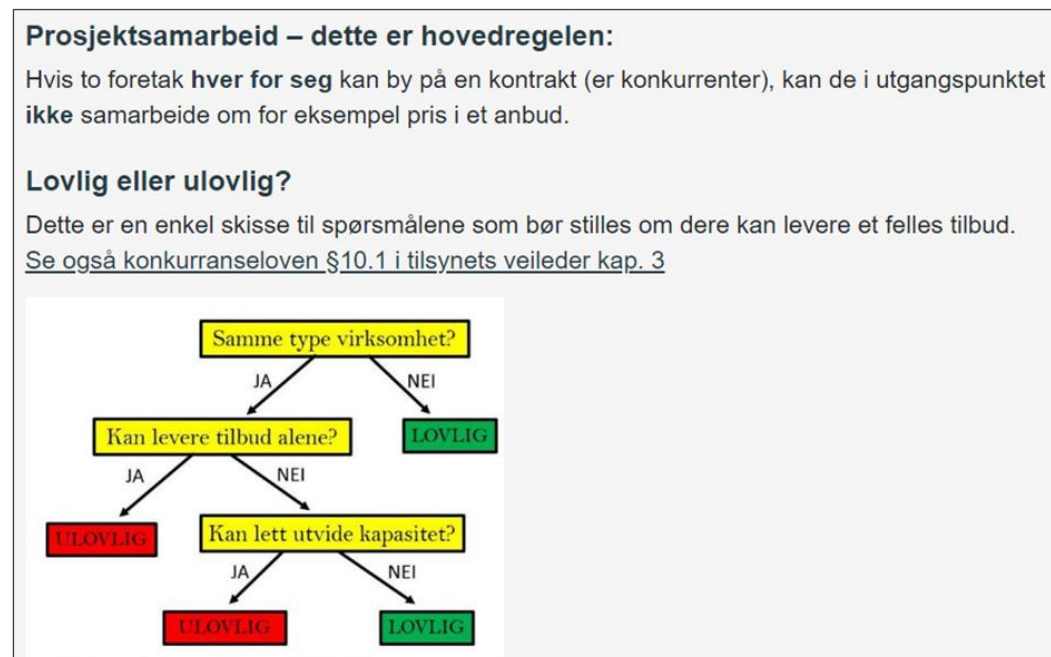 Prosjektsamarbeid – dette er hovedregelen:
Hvis to foretak hver for seg kan by på en kontrakt (er konkurrenter), kan de i utgangspunktet
ikke samarbeide om for eksempel pris i et anbud.
Lovlig eller ulovlig?
Dette er en enkel skisse til spørsmålene som bør stilles om dere kan levere et felles tilbud.
Se også konkurranseloven §10.1 i tilsynets veileder kap. 3
Samme type virksomhet?
JA NEI
Kan levere tilbud alene? LOVLIG
JA NEI
ULOVLIG Kan lett utvide kapasitet?
JA NEI
ULOVLIG LOVLIG